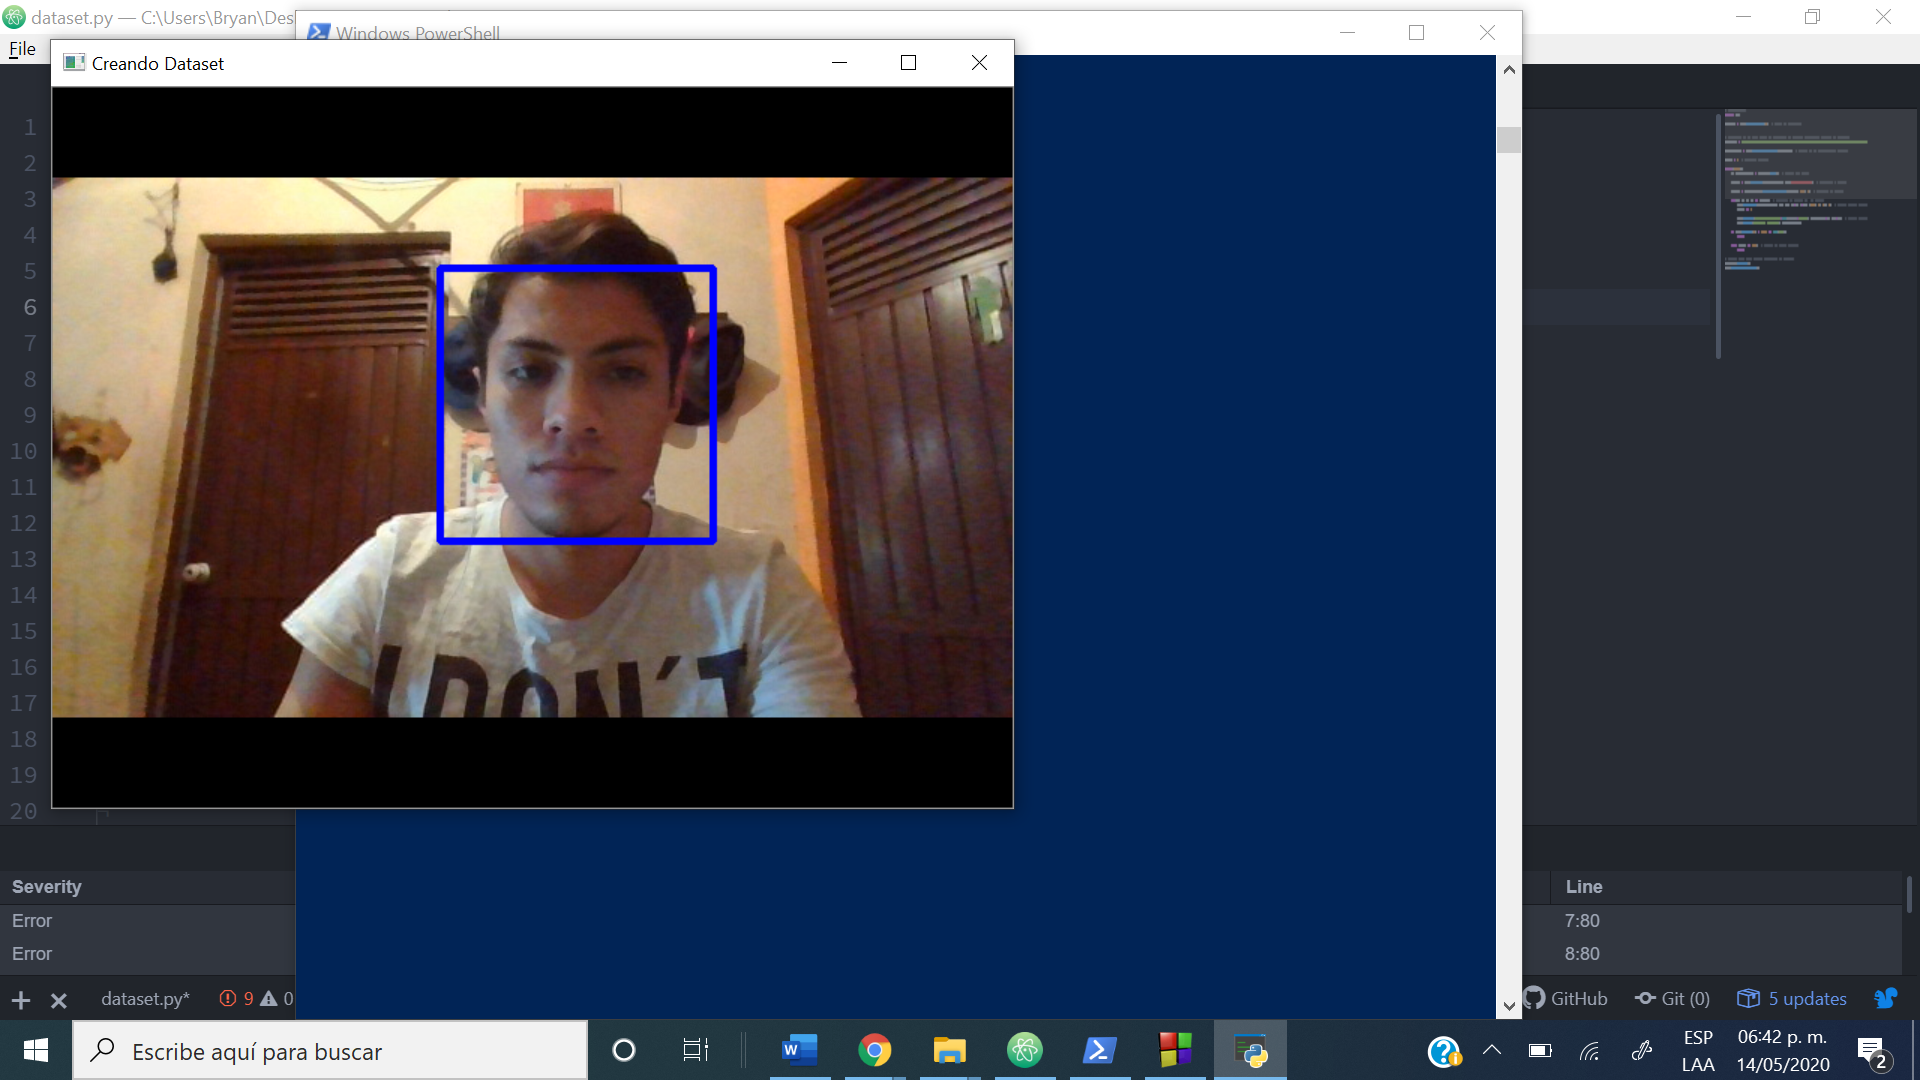 dataset.py — C:\Users\Bryan\Des
Windows PowerShell
File
Creando Dataset
1
2
3
4
5
6
7
8
9
10
11
12
13
14
15
16
17
18
19
20
I DON´T
Severity
Line
Error
7:80
Error
8:80
dataset.py*
9
0
GitHub
Git (0)
5 updates
Escribe aquí para buscar
W
ESP
LAA
06:42 p. m.
14/05/2020
2